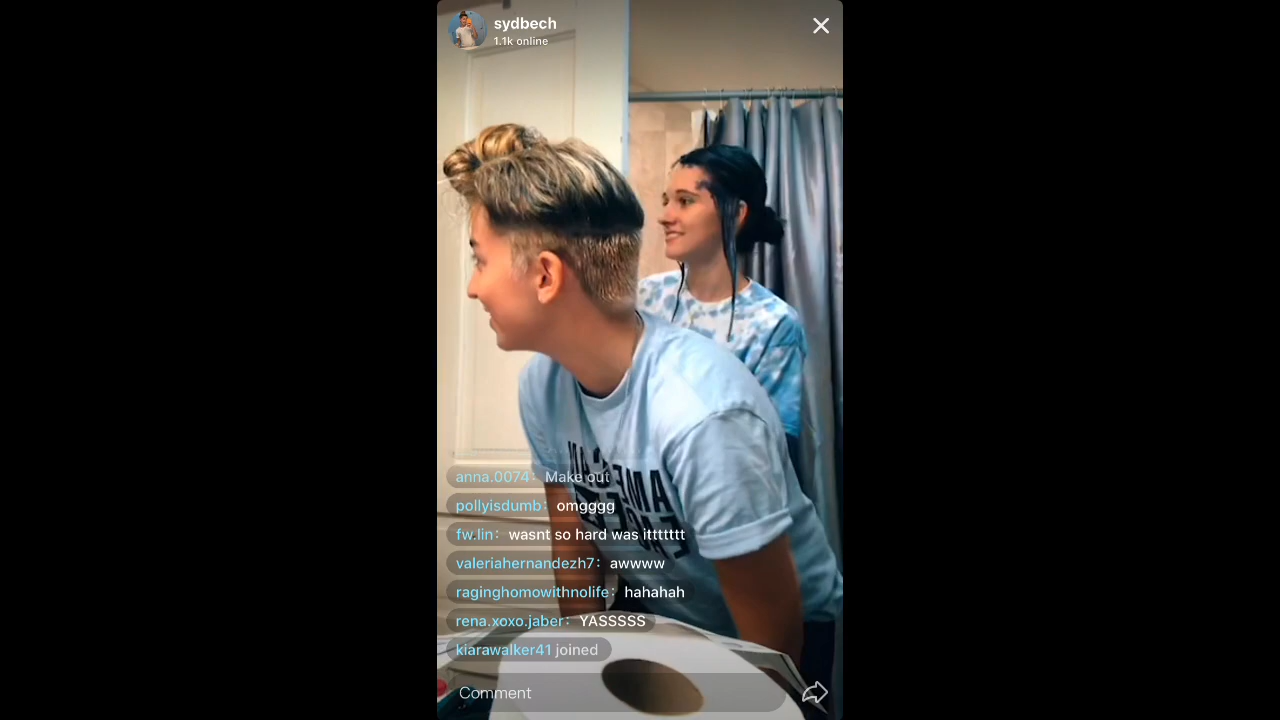 sydbech
1.1k online
anna.0074: Make out
pollyisdumb: omgggg
fw.lin: wasnt so hard was ittttttt
valeriahernandezh7: awwww
raginghomowithnolife: hahahah
rena.xoxo.jaber: YASSSSS
kiarawalker41 joined
Comment